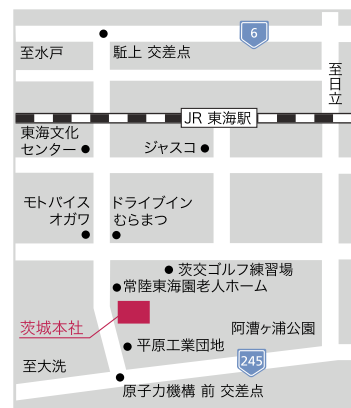 6
至水戸
駈上 交差点
至日立
JR 東海駅
東海文化
センター
ジャスコ
モトバイス
オガワ
ドライブイン
むらまつ
茨交ゴルフ練習場
常陸東海園老人ホーム
茨城本社
阿漕ヶ浦公園
平原工業団地
至大洗
245
原子力機構 前 交差点